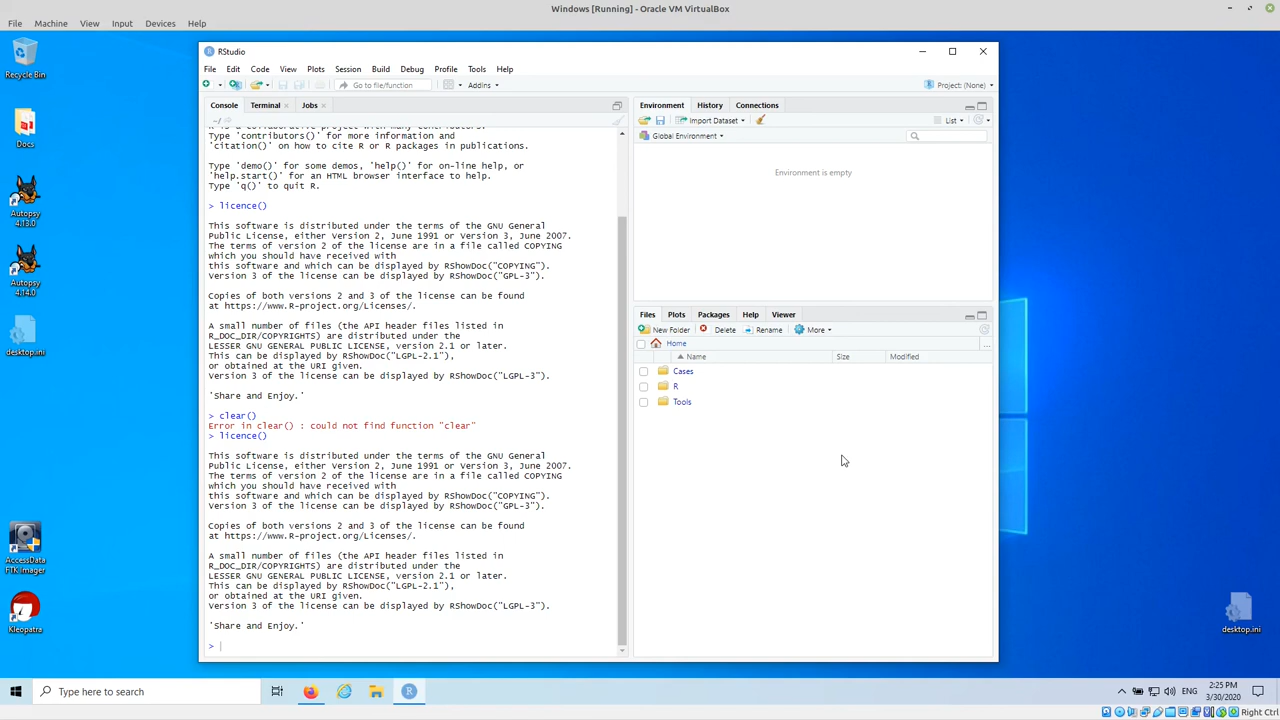 Windows [Running] - Oracle VM VirtualBox
File Machine View Input Devices Help
Recycle Bin
Docs
Autopsy 4.13.0
Autopsy 4.14.0
desktop.ini
AccessData FTK Imager
Kleopatra
RStudio
File Edit Code View Plots Session Build Debug Profile Tools Help
Go to file/function Addins Project: (None)
Console Terminal Jobs
~/
R is a collaborative project with many contributors.
Type 'contributors()' for more information and
'citation()' on how to cite R or R packages in publications.
Type 'demo()' for some demos, 'help()' for on-line help, or
'help.start()' for an HTML browser interface to help.
Type 'q()' to quit R.
> licence()
This software is distributed under the terms of the GNU General
Public License, either Version 2, June 1991 or Version 3, June 2007.
The terms of version 2 of the license are in a file called COPYING
which you should have received with
this software and which can be displayed by RShowDoc("COPYING").
Version 3 of the license can be displayed by RShowDoc("GPL-3").
Copies of both versions 2 and 3 of the license can be found
at https://www.R-project.org/Licenses/.
A small number of files (the API header files listed in
R_DOC_DIR/COPYRIGHTS) are distributed under the
LESSER GNU GENERAL PUBLIC LICENSE, version 2.1 or later.
This can be displayed by RShowDoc("LGPL-2.1"),
or obtained at the URI given.
Version 3 of the license can be displayed by RShowDoc("LGPL-3").
'Share and Enjoy.'
> clear()
Error in clear() : could not find function "clear"
> licence()
This software is distributed under the terms of the GNU General
Public License, either Version 2, June 1991 or Version 3, June 2007.
The terms of version 2 of the license are in a file called COPYING
which you should have received with
this software and which can be displayed by RShowDoc("COPYING").
Version 3 of the license can be displayed by RShowDoc("GPL-3").
Copies of both versions 2 and 3 of the license can be found
at https://www.R-project.org/Licenses/.
A small number of files (the API header files listed in
R_DOC_DIR/COPYRIGHTS) are distributed under the
LESSER GNU GENERAL PUBLIC LICENSE, version 2.1 or later.
This can be displayed by RShowDoc("LGPL-2.1"),
or obtained at the URI given.
Version 3 of the license can be displayed by RShowDoc("LGPL-3").
'Share and Enjoy.'
>
Environment History Connections
Import Dataset List
Global Environment
Environment is empty
Files Plots Packages Help Viewer
New Folder Delete Rename More
Home ...
Name Size Modified
Cases
R
Tools
desktop.ini
Type here to search
ENG
2:25 PM
3/30/2020
Right Ctrl